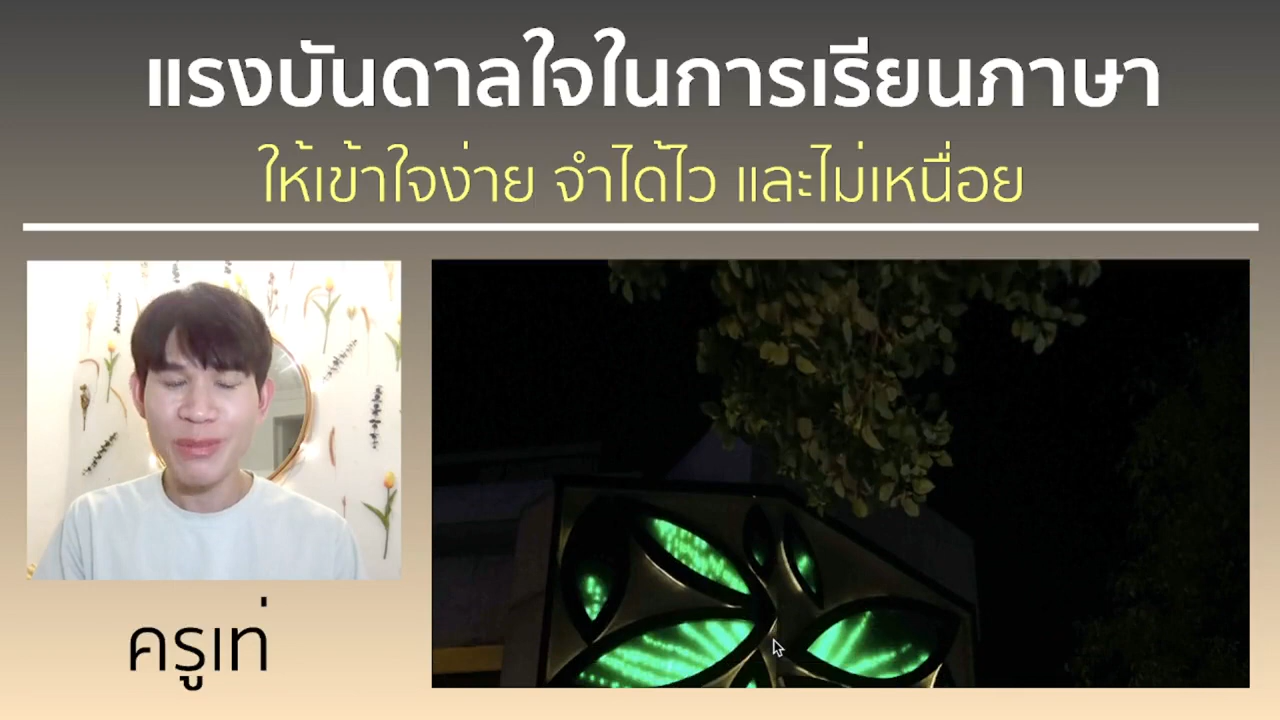 แรงบันดาลใจในการเรียนภาษา
ให้เข้าใจง่าย จำได้ไว และไม่เหนื่อย
ครูเท่